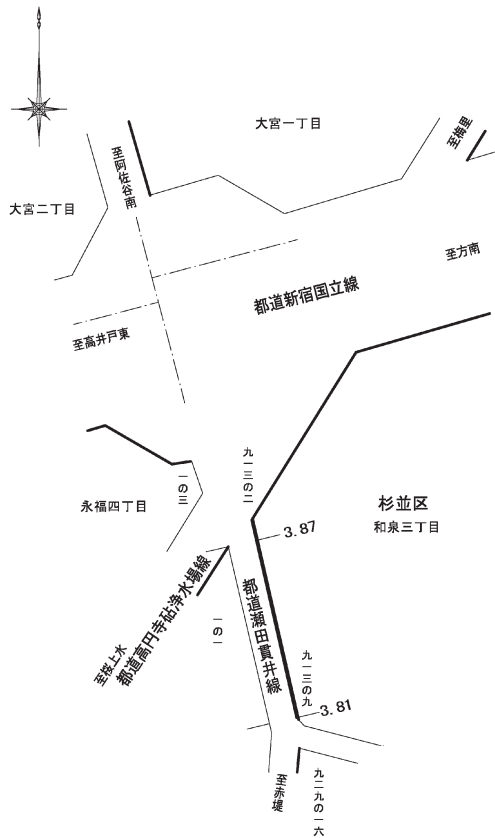 大宮一丁目
至梅里
至阿佐谷南
大宮二丁目
至方南
都道新宿国立線
至高井戸東
九一三の二
一の三
永福四丁目
杉並区
和泉三丁目
3.87
都道高円寺砧浄水場線
至桜上水
都道瀬田貫井線
一の一
九一三の九
3.81
至赤堤
九二九の一六